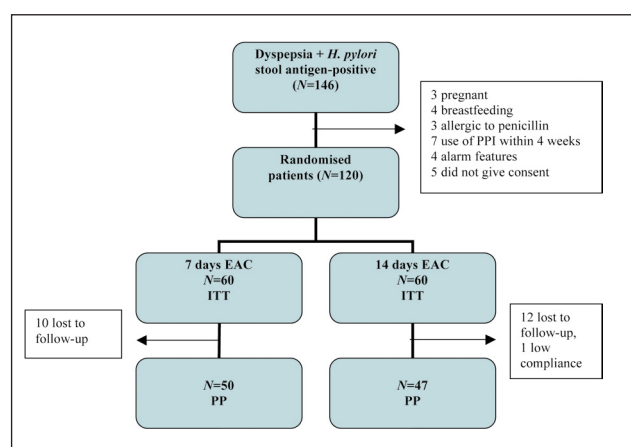 Dyspepsia + H. pylori
stool antigen-positive
(N=146)
3 pregnant
4 breastfeeding
3 allergic to penicillin
7 use of PPI within 4 weeks
4 alarm features
5 did not give consent
Randomised
patients (N=120)
7 days EAC
N=60
ITT
14 days EAC
N=60
ITT
10 lost to
follow-up
12 lost to
follow-up,
1 low
compliance
N=50
PP
N=47
PP